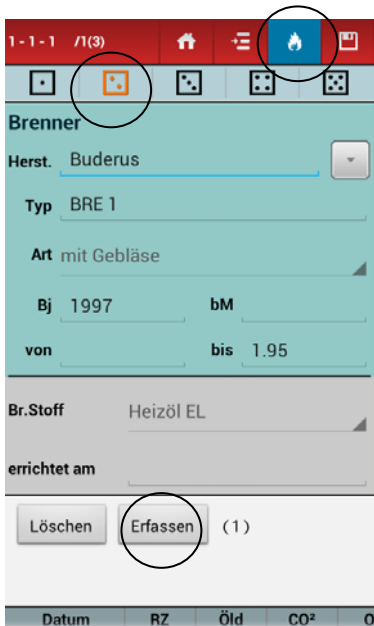 1 - 1 - 1 /1(3)
Brenner
Herst. Buderus
Typ BRE 1
Art mit Gebläse
Bj 1997 bM
von bis 1.95
Br.Stoff Heizöl EL
errichtet am
Löschen Erfassen (1)
Datum RZ Öld CO² O